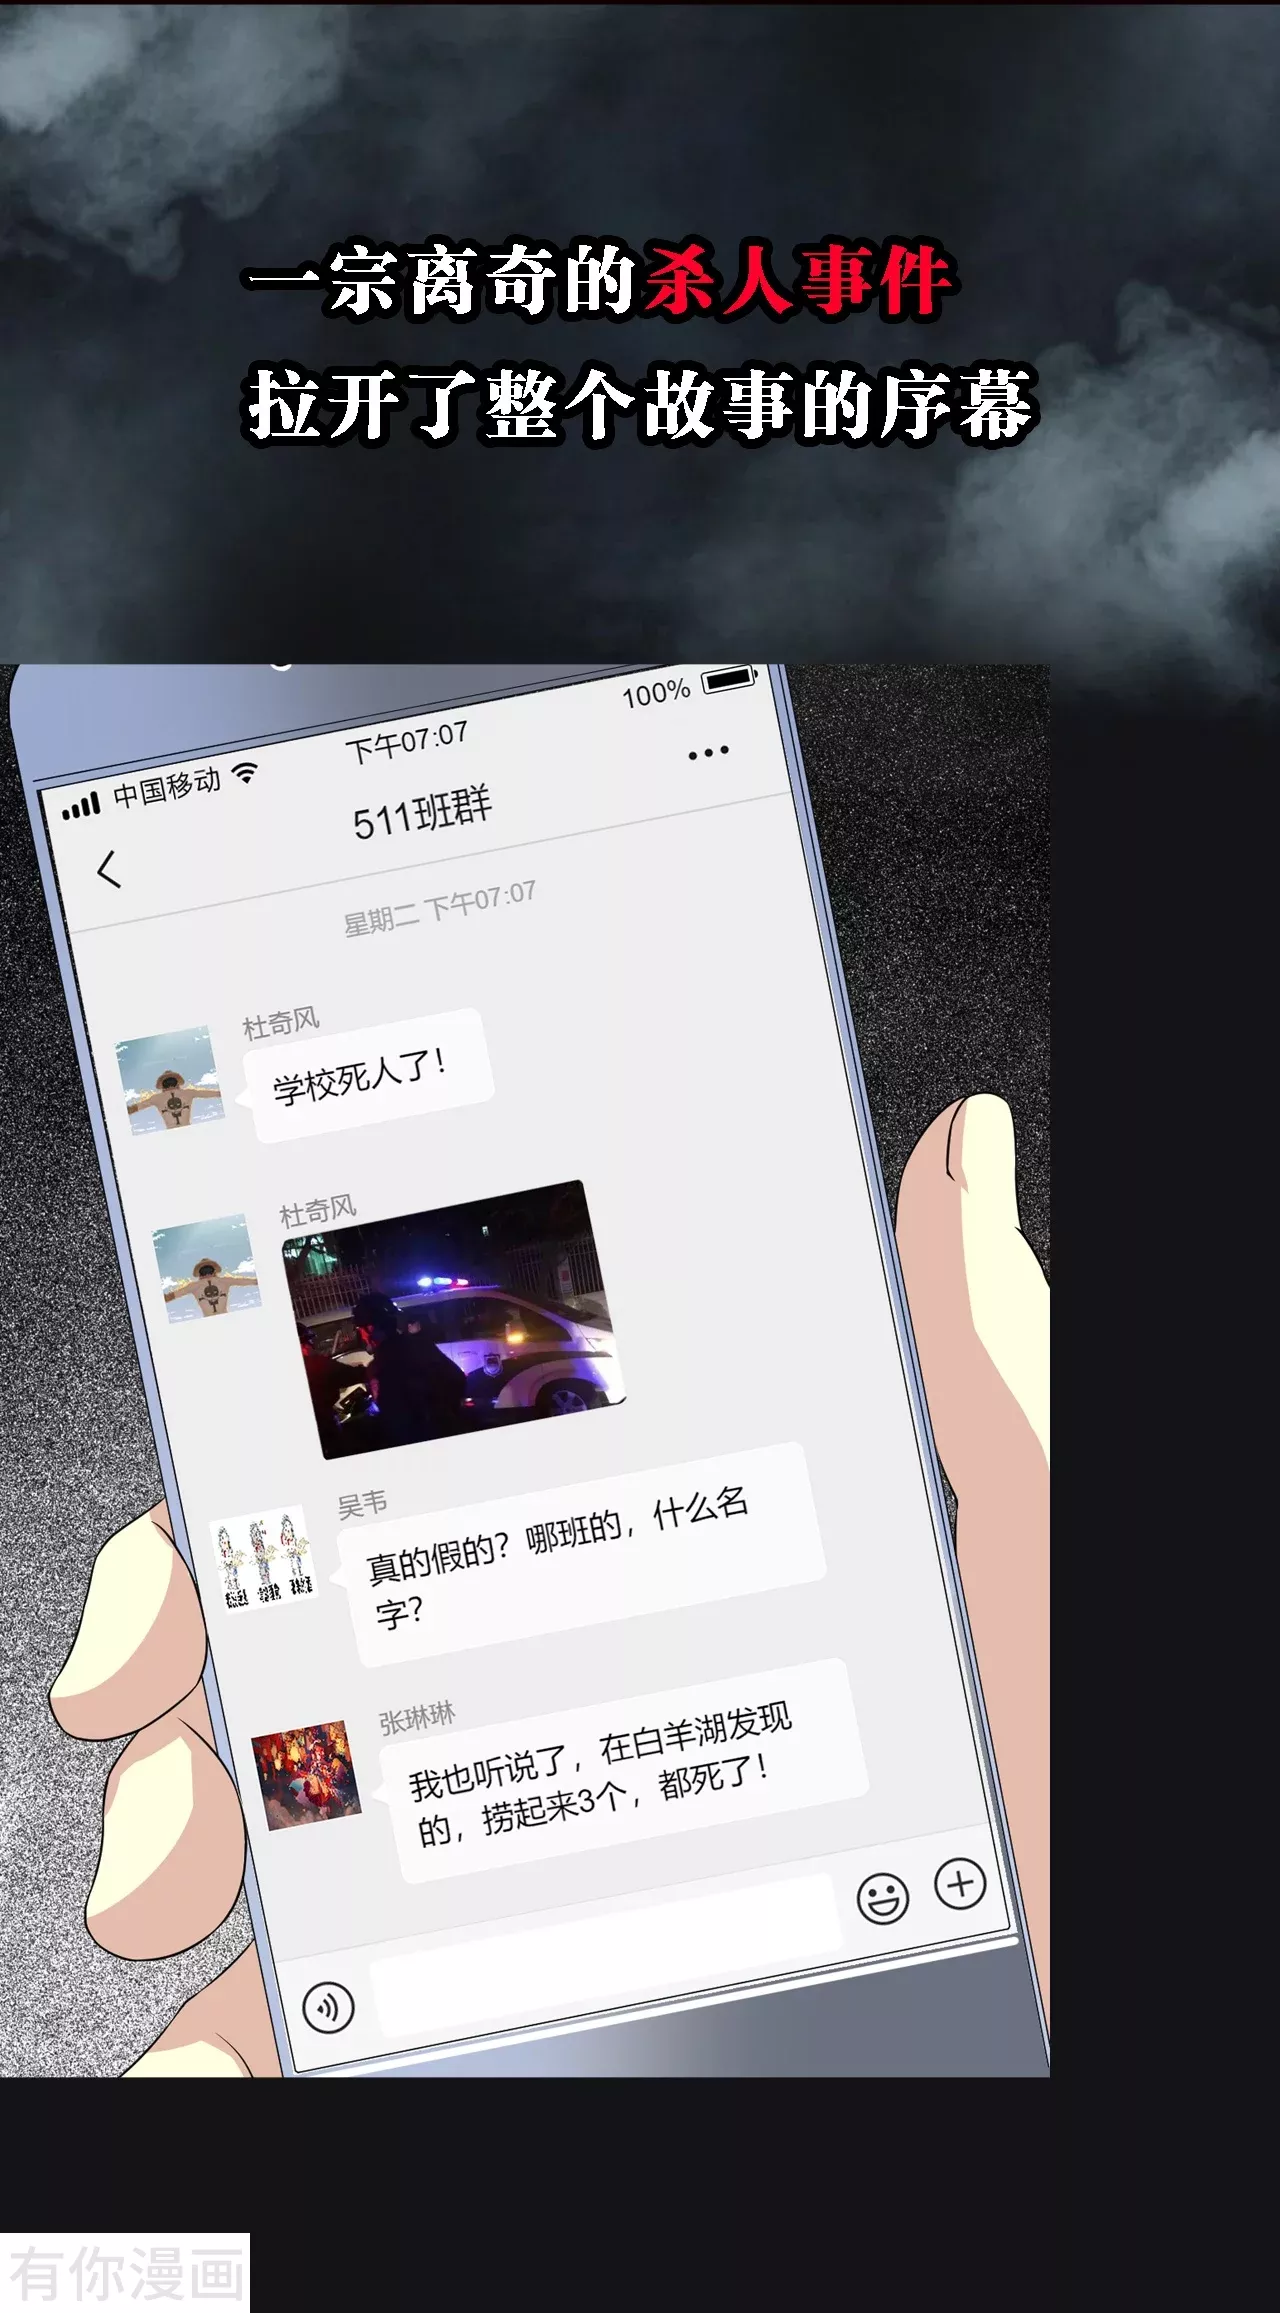 一宗离奇的杀人事件
拉开了整个故事的序幕
100%
下午07:07
中国移动
511班群
星期二 下午07:07
杜奇风
学校死人了！
杜奇风
吴韦
真的假的？哪班的，什么名
字？
张琳琳
我也听说了，在白羊湖发现
的，捞起来3个，都死了！
有你漫画